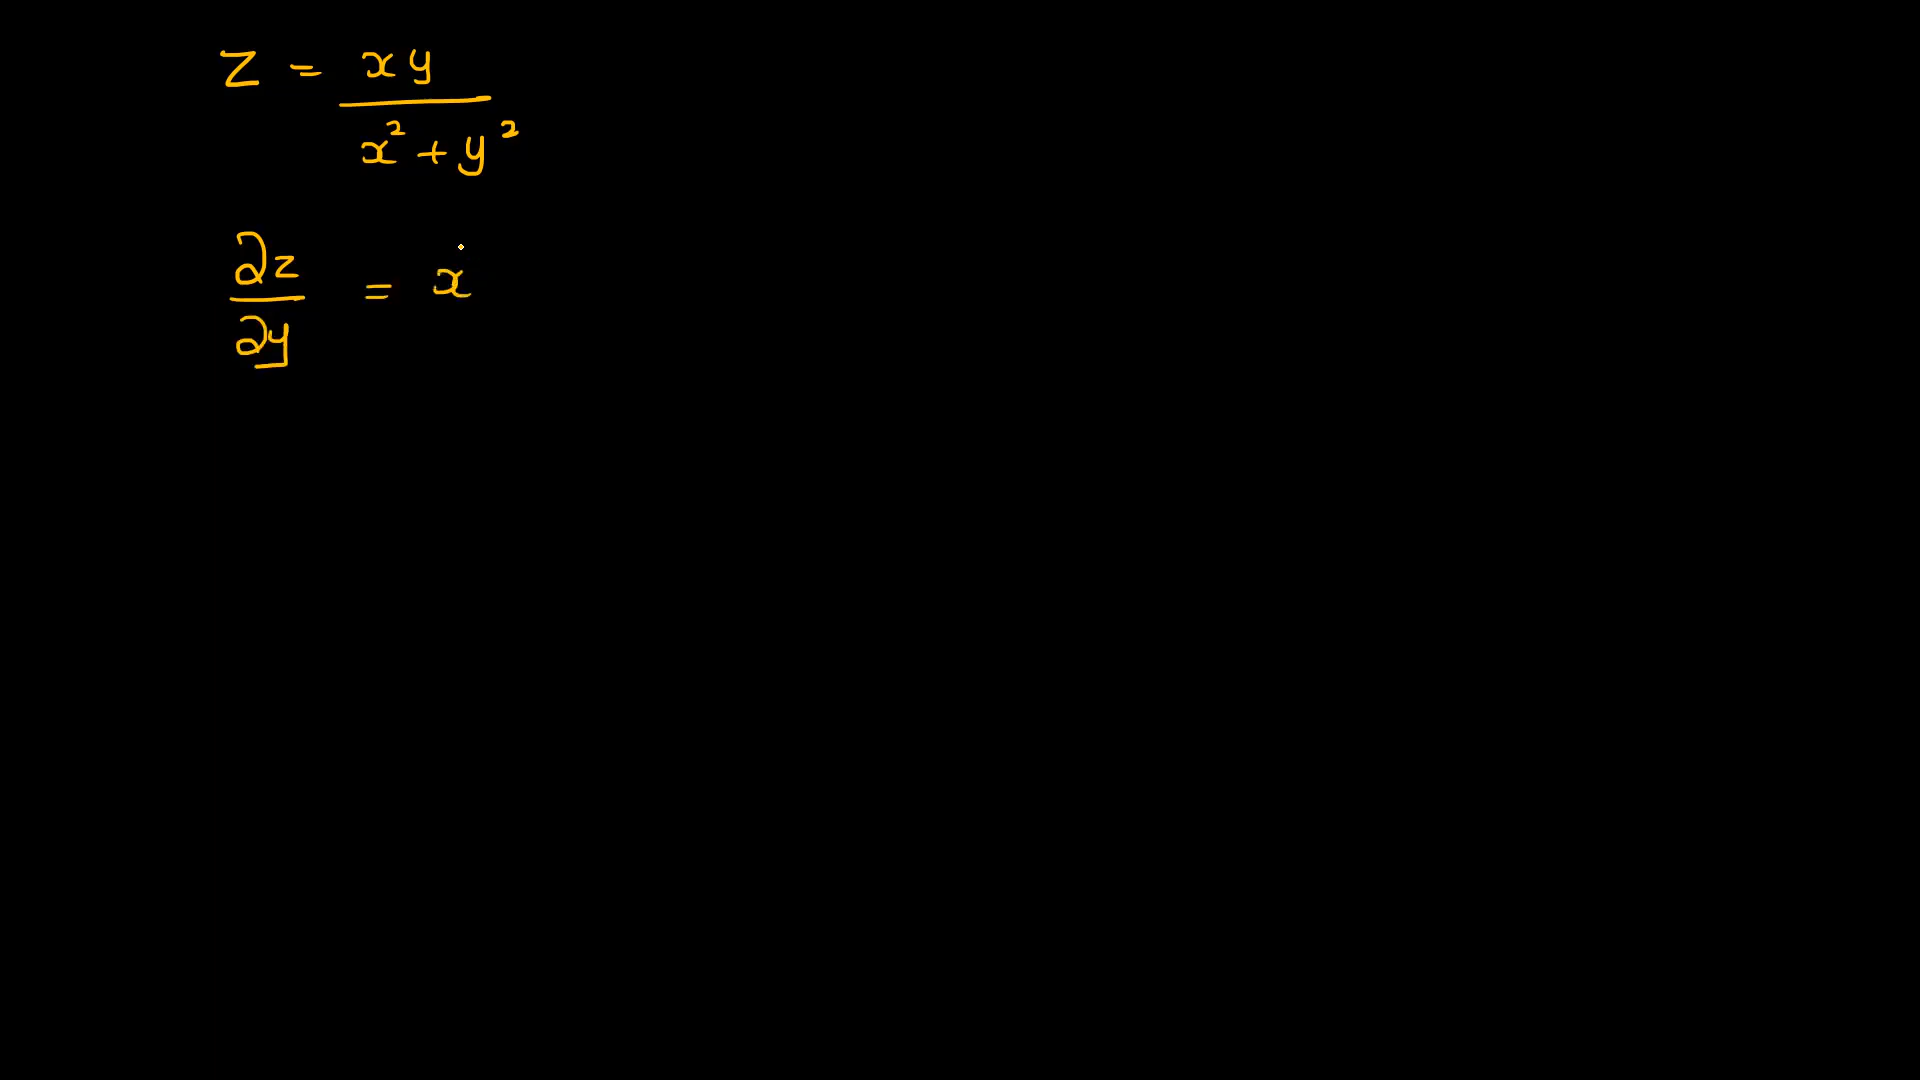 z = xy / x² + y²
∂z / ∂y = x